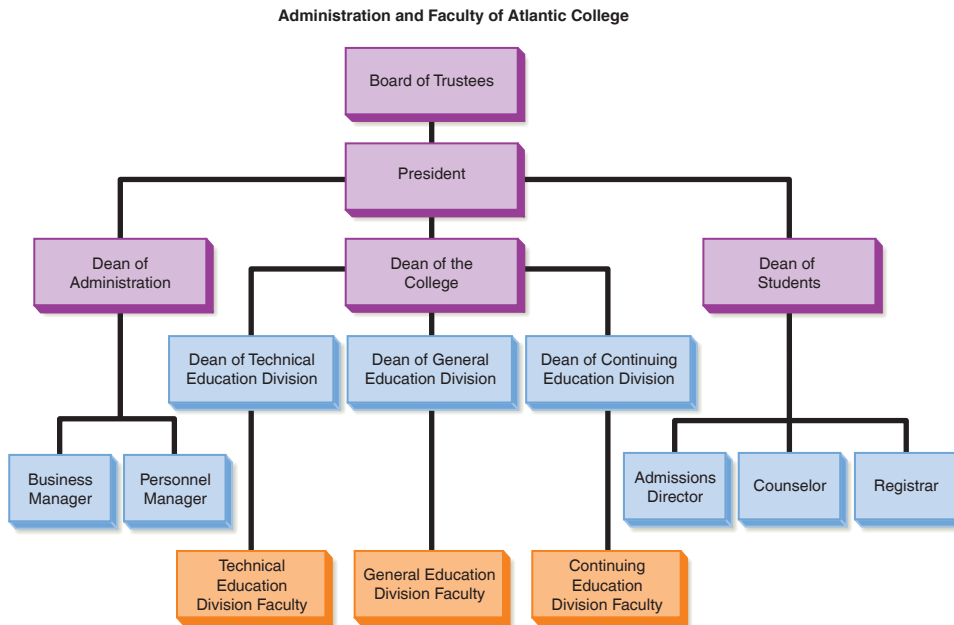 Administration and Faculty of Atlantic College
Board of Trustees
President
Dean of
Administration
Dean of the
College
Dean of
Students
Dean of Technical
Education Division
Dean of General
Education Division
Dean of Continuing
Education Division
Business
Manager
Personnel
Manager
Admissions
Director
Counselor
Registrar
Technical
Education
Division Faculty
General Education
Division Faculty
Continuing
Education
Division Faculty